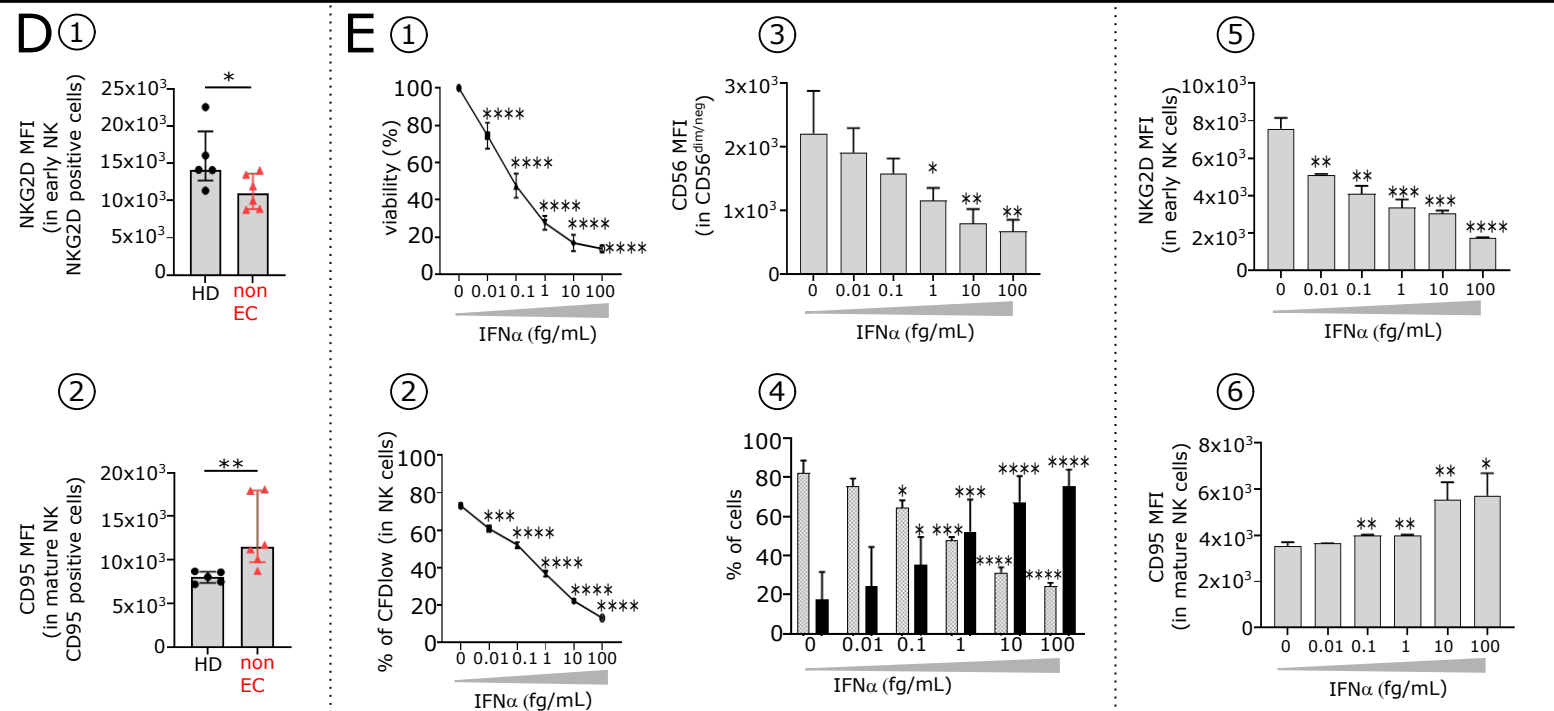 D
①
NKG2D MFI
(in early NK
NKG2D positive cells)
25x10³
20x10³
15x10³
10x10³
5x10³
0
*
HD
non
EC
②
CD95 MFI
(in mature NK
CD95 positive cells)
20x10³
15x10³
10x10³
5x10³
0
**
HD
non
EC
E
①
viability (%)
100
80
60
40
20
0
****
****
****
****
****
0 0.01 0.1 1 10 100
IFNα (fg/mL)
②
% of CFDlow (in NK cells)
100
80
60
40
20
0
***
****
****
****
****
0 0.01 0.1 1 10 100
IFNα (fg/mL)
③
CD56 MFI
(in CD56dim/neg)
3x10³
2x10³
1x10³
0
*
**
**
0 0.01 0.1 1 10 100
IFNα (fg/mL)
④
% of cells
100
80
60
40
20
0
*
*
***
***
****
****
****
****
0 0.01 0.1 1 10 100
IFNα (fg/mL)
⑤
NKG2D MFI
(in early NK cells)
10x10³
8x10³
6x10³
4x10³
2x10³
0
**
**
***
***
****
0 0.01 0.1 1 10 100
IFNα (fg/mL)
⑥
CD95 MFI
(in mature NK cells)
8x10³
6x10³
4x10³
2x10³
0
**
**
**
*
0 0.01 0.1 1 10 100
IFNα (fg/mL)